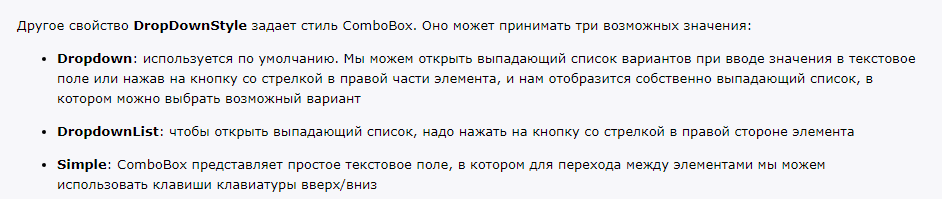 Другое свойство DropDownStyle задает стиль ComboBox. Оно может принимать три возможных значения:
• Dropdown: используется по умолчанию. Мы можем открыть выпадающий список вариантов при вводе значения в текстовое
поле или нажав на кнопку со стрелкой в правой части элемента, и нам отобразится собственно выпадающий список, в
котором можно выбрать возможный вариант
• DropdownList: чтобы открыть выпадающий список, надо нажать на кнопку со стрелкой в правой стороне элемента
• Simple: ComboBox представляет простое текстовое поле, в котором для перехода между элементами мы можем
использовать клавиши клавиатуры вверх/вниз